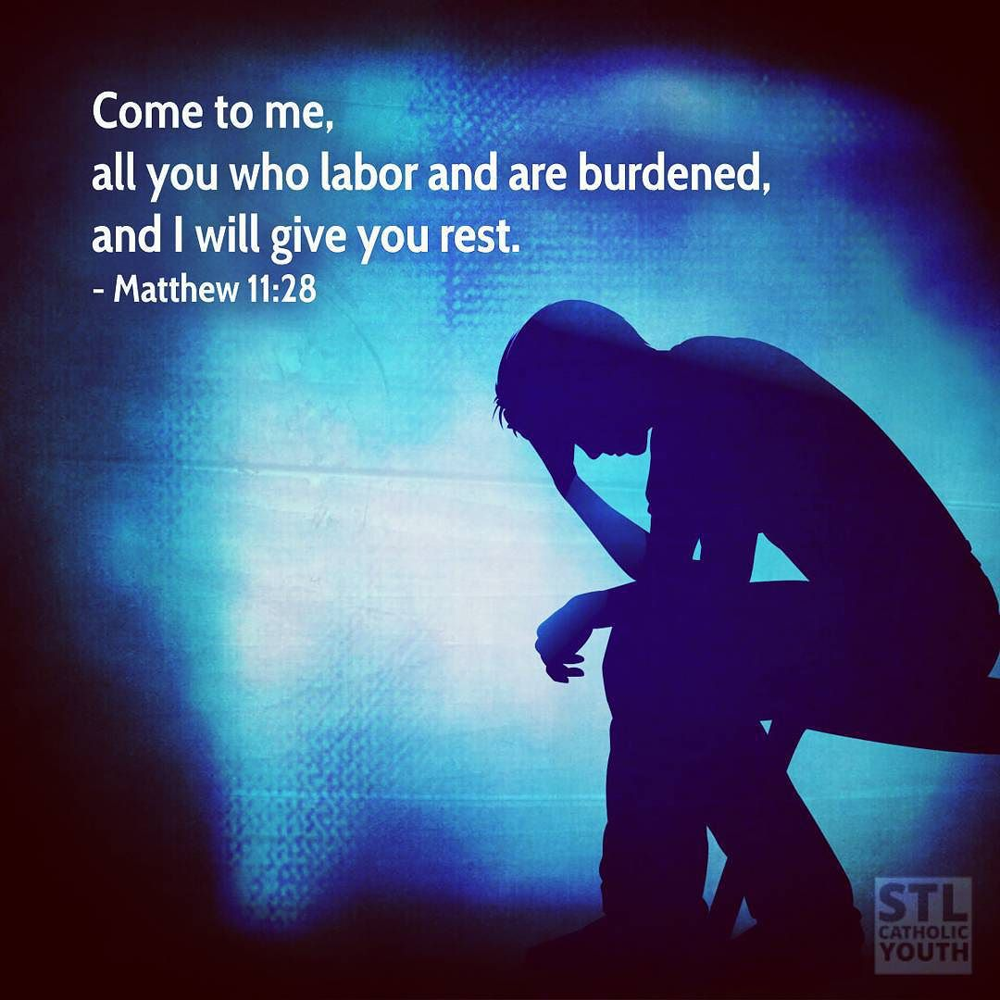 Come to me,
all you who labor and are burdened,
and I will give you rest.
- Matthew 11:28
STL
CATHOLIC
YOUTH